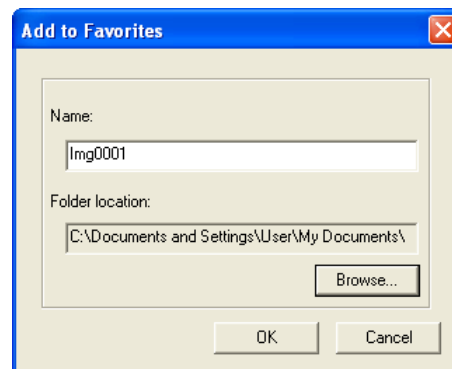 Add to Favorites
Name:
Img0001
Folder location:
C:\Documents and Settings\User\My Documents\
Browse...
OK Cancel